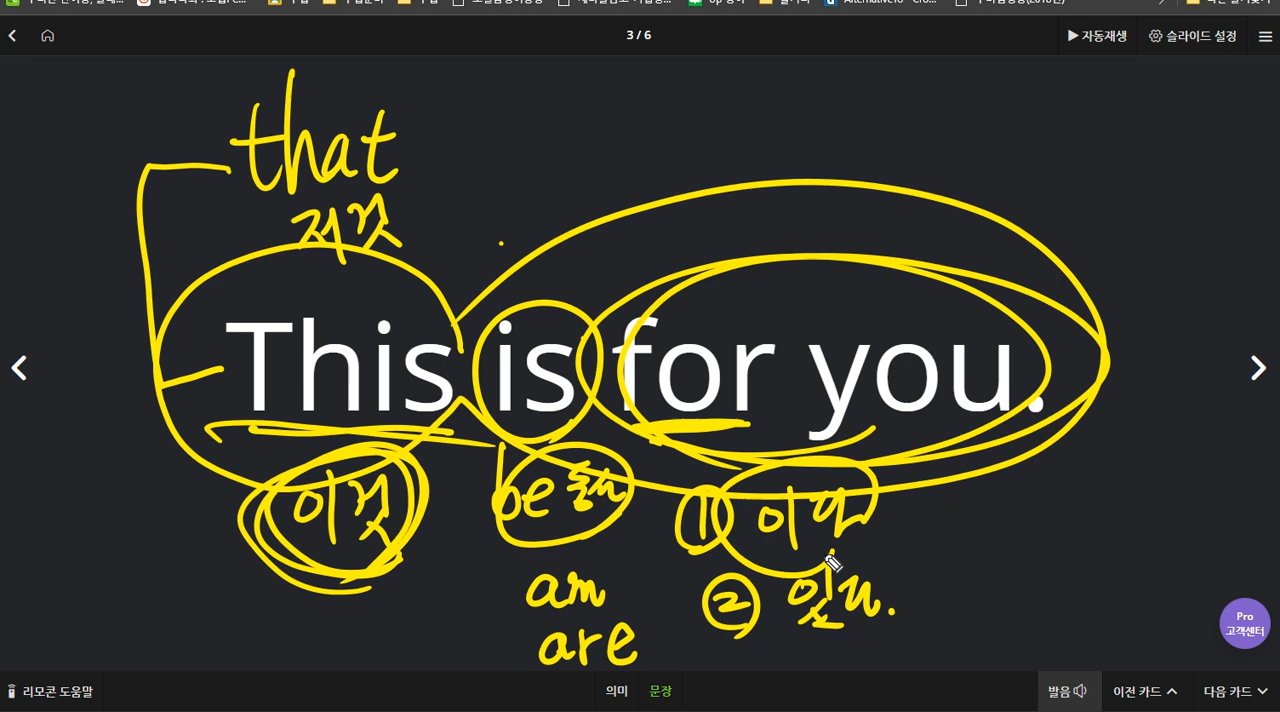 3 / 6
▶ 자동재생
슬라이드 설정
that
저것
This is for you.
이것
be 동사
① 이다
② 있다.
am
are
Pro
고객센터
리모콘 도움말
의미
문장
발음
이전 카드
다음 카드